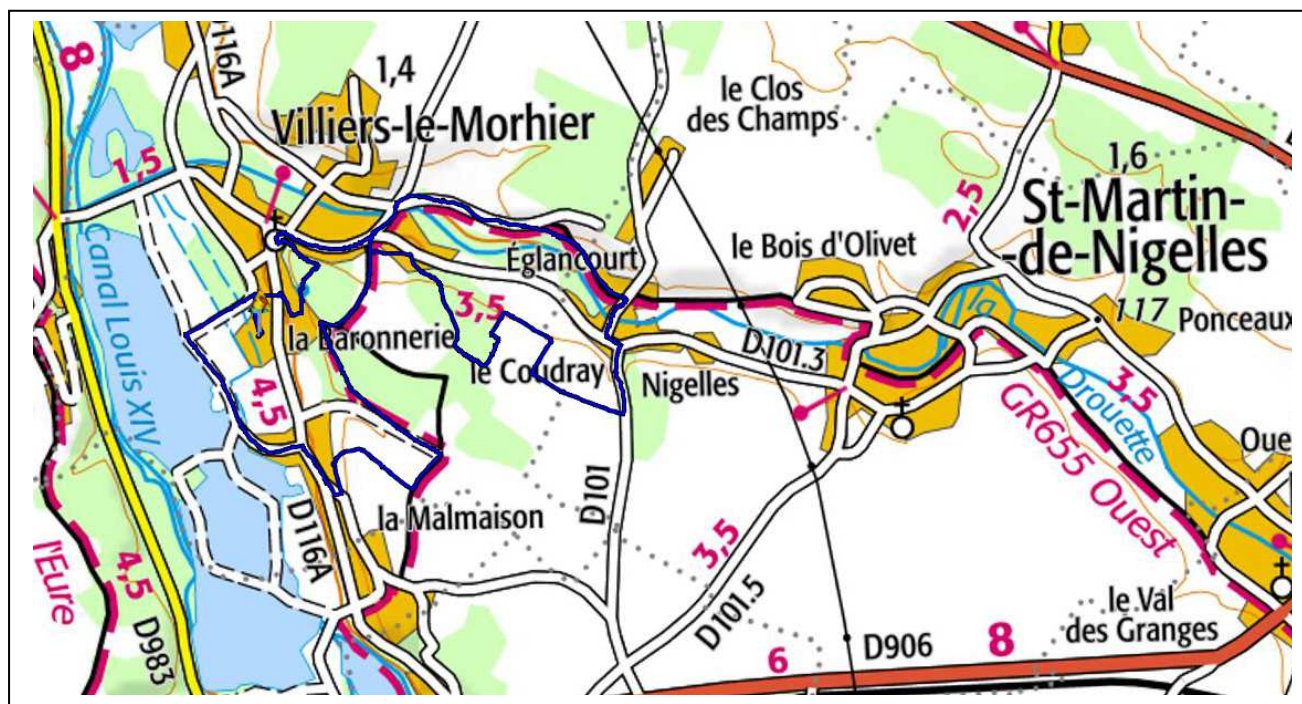 116A
8
1,4
Villiers-le-Morhier
le Clos
des Champs
1,5
1,6
2,5
St-Martin-
-de-Nigelles
Canal Louis XIV
Églancourt
le Bois d'Olivet
la
117
Ponceaux
3,5
la Baronnerie
D101.3
le Coudray
Nigelles
4,5
Drouette
3,5
GR655 Ouest
Oue
D101
la Malmaison
D116A
l'Eure
4,5
D983
3,5
D101.5
le Val
des Granges
D906
8
6